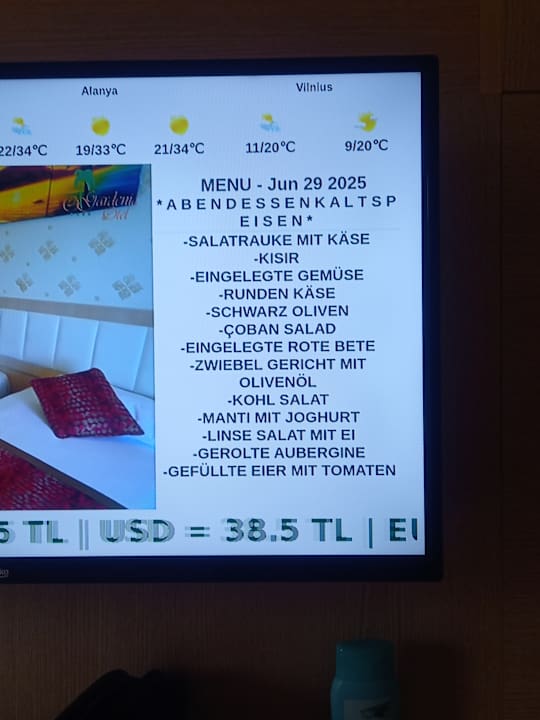 Alanya
Vilnius
22/34°C 19/33°C 21/34°C 11/20°C 9/20°C
MENU - Jun 29 2025
*ABENDESSENKALTSP
EISEN*
-SALATRAUKE MIT KÄSE
-KISIR
-EINGELEGTE GEMÜSE
-RUNDEN KÄSE
-SCHWARZ OLIVEN
-ÇOBAN SALAD
-EINGELEGTE ROTE BETE
-ZWIEBEL GERICHT MIT
OLIVENÖL
-KOHL SALAT
-MANTI MIT JOGHURT
-LINSE SALAT MIT EI
-GEROLTE AUBERGINE
-GEFÜLLTE EIER MIT TOMATEN
5 TL | USD = 38.5 TL |